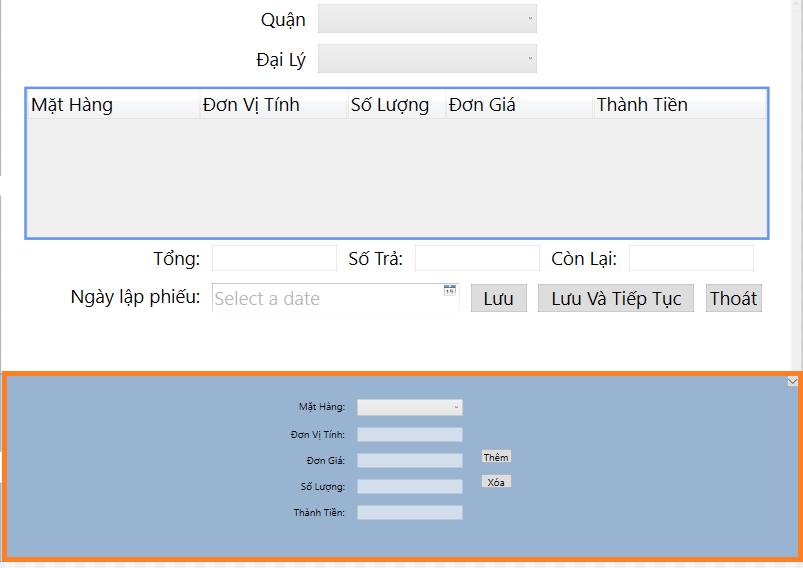 Quận
Đại Lý
Mặt Hàng Đơn Vị Tính Số Lượng Đơn Giá Thành Tiền
Tổng: Số Trả: Còn Lại:
Ngày lập phiếu: Select a date 15 Lưu Lưu Và Tiếp Tục Thoát
Mặt Hàng:
Đơn Vị Tính:
Đơn Giá: Thêm
Số Lượng: Xóa
Thành Tiền: